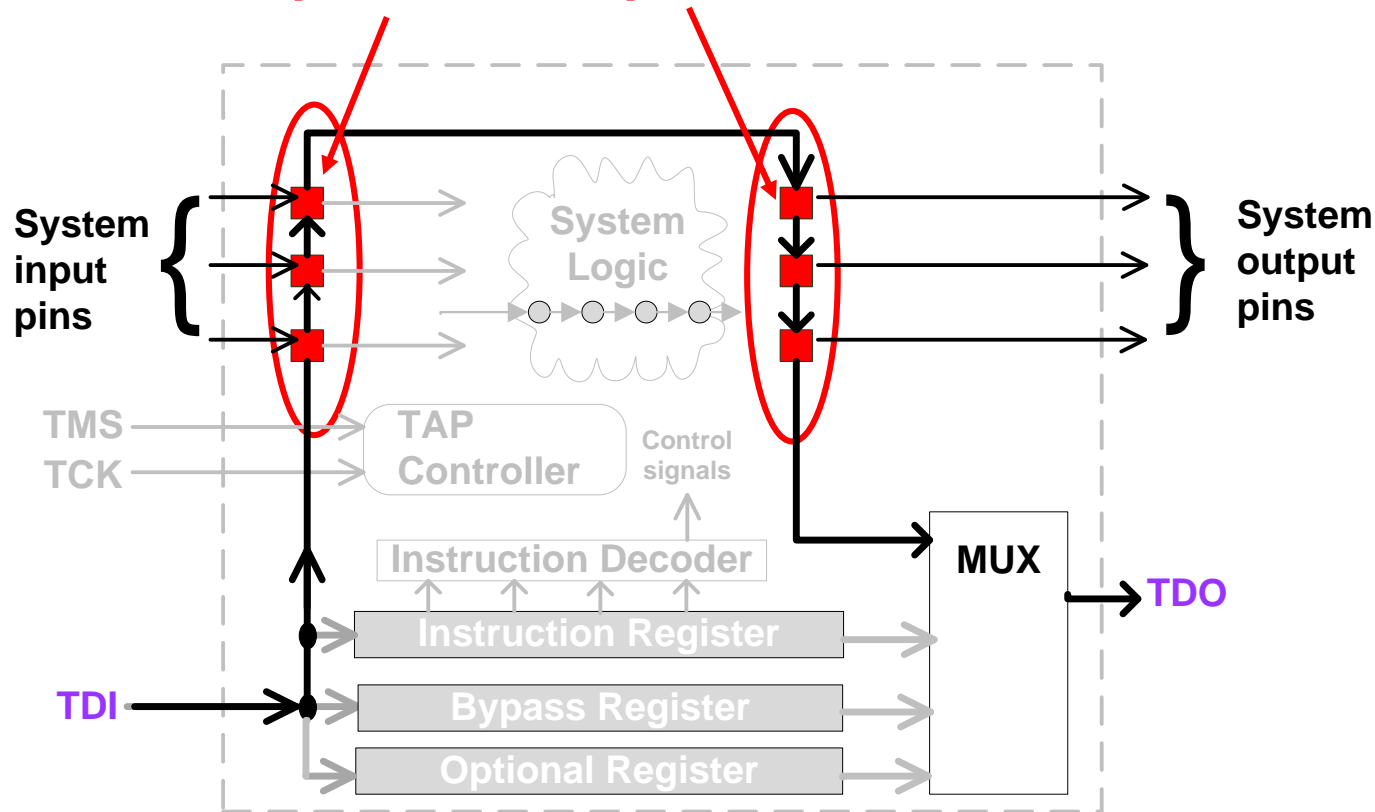 System
input
pins
System
Logic
System
output
pins
TMS
TCK
TAP
Controller
Control
signals
Instruction Decoder
MUX
TDO
Instruction Register
TDI
Bypass Register
Optional Register